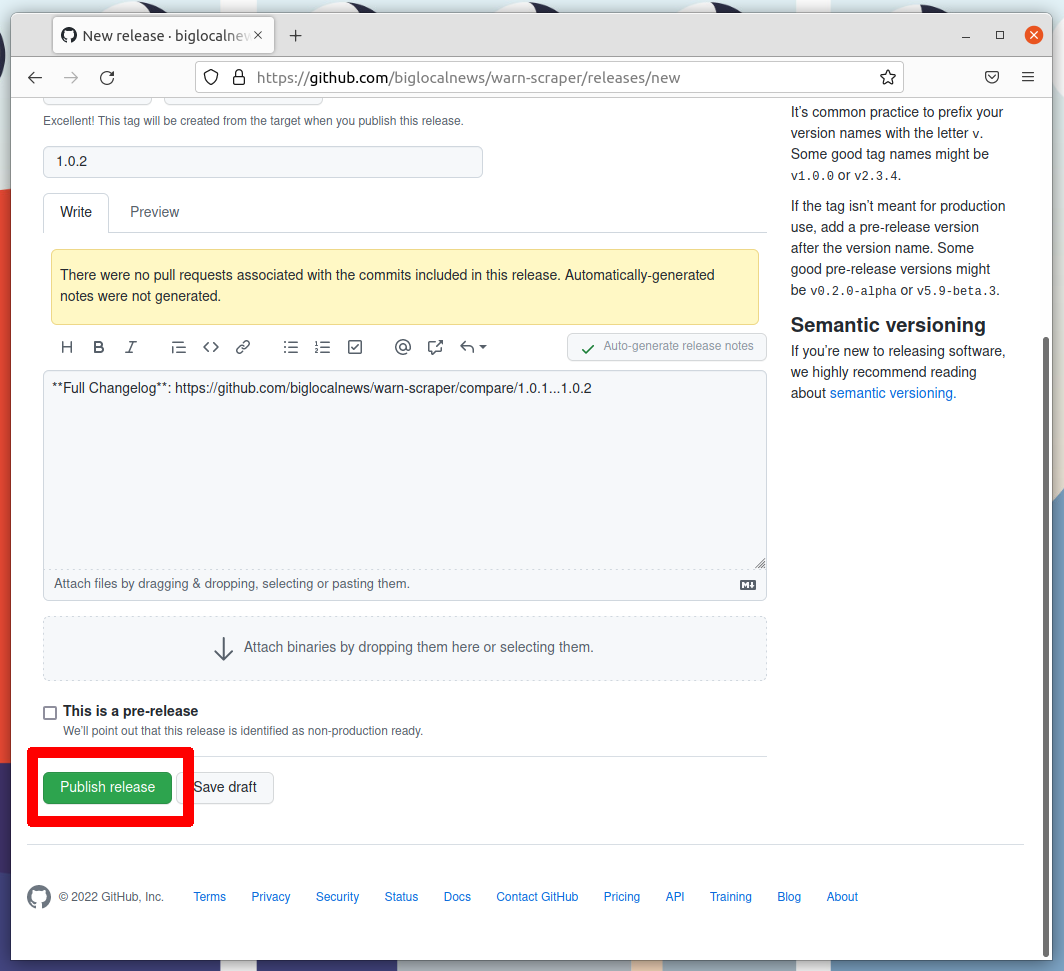 New release · biglocalnew
https://github.com/biglocalnews/warn-scraper/releases/new
Excellent! This tag will be created from the target when you publish this release.
1.0.2
Write Preview
There were no pull requests associated with the commits included in this release. Automatically-generated
notes were not generated.
H B I @ Auto-generate release notes
**Full Changelog**: https://github.com/biglocalnews/warn-scraper/compare/1.0.1...1.0.2
Attach files by dragging & dropping, selecting or pasting them.
Attach binaries by dropping them here or selecting them.
This is a pre-release
We'll point out that this release is identified as non-production ready.
Publish release Save draft
It's common practice to prefix your
version names with the letter v.
Some good tag names might be
v1.0.0 or v2.3.4.
If the tag isn't meant for production
use, add a pre-release version
after the version name. Some
good pre-release versions might
be v0.2.0-alpha or v5.9-beta.3.
Semantic versioning
If you're new to releasing software,
we highly recommend reading
about semantic versioning.
© 2022 GitHub, Inc. Terms Privacy Security Status Docs Contact GitHub Pricing API Training Blog About